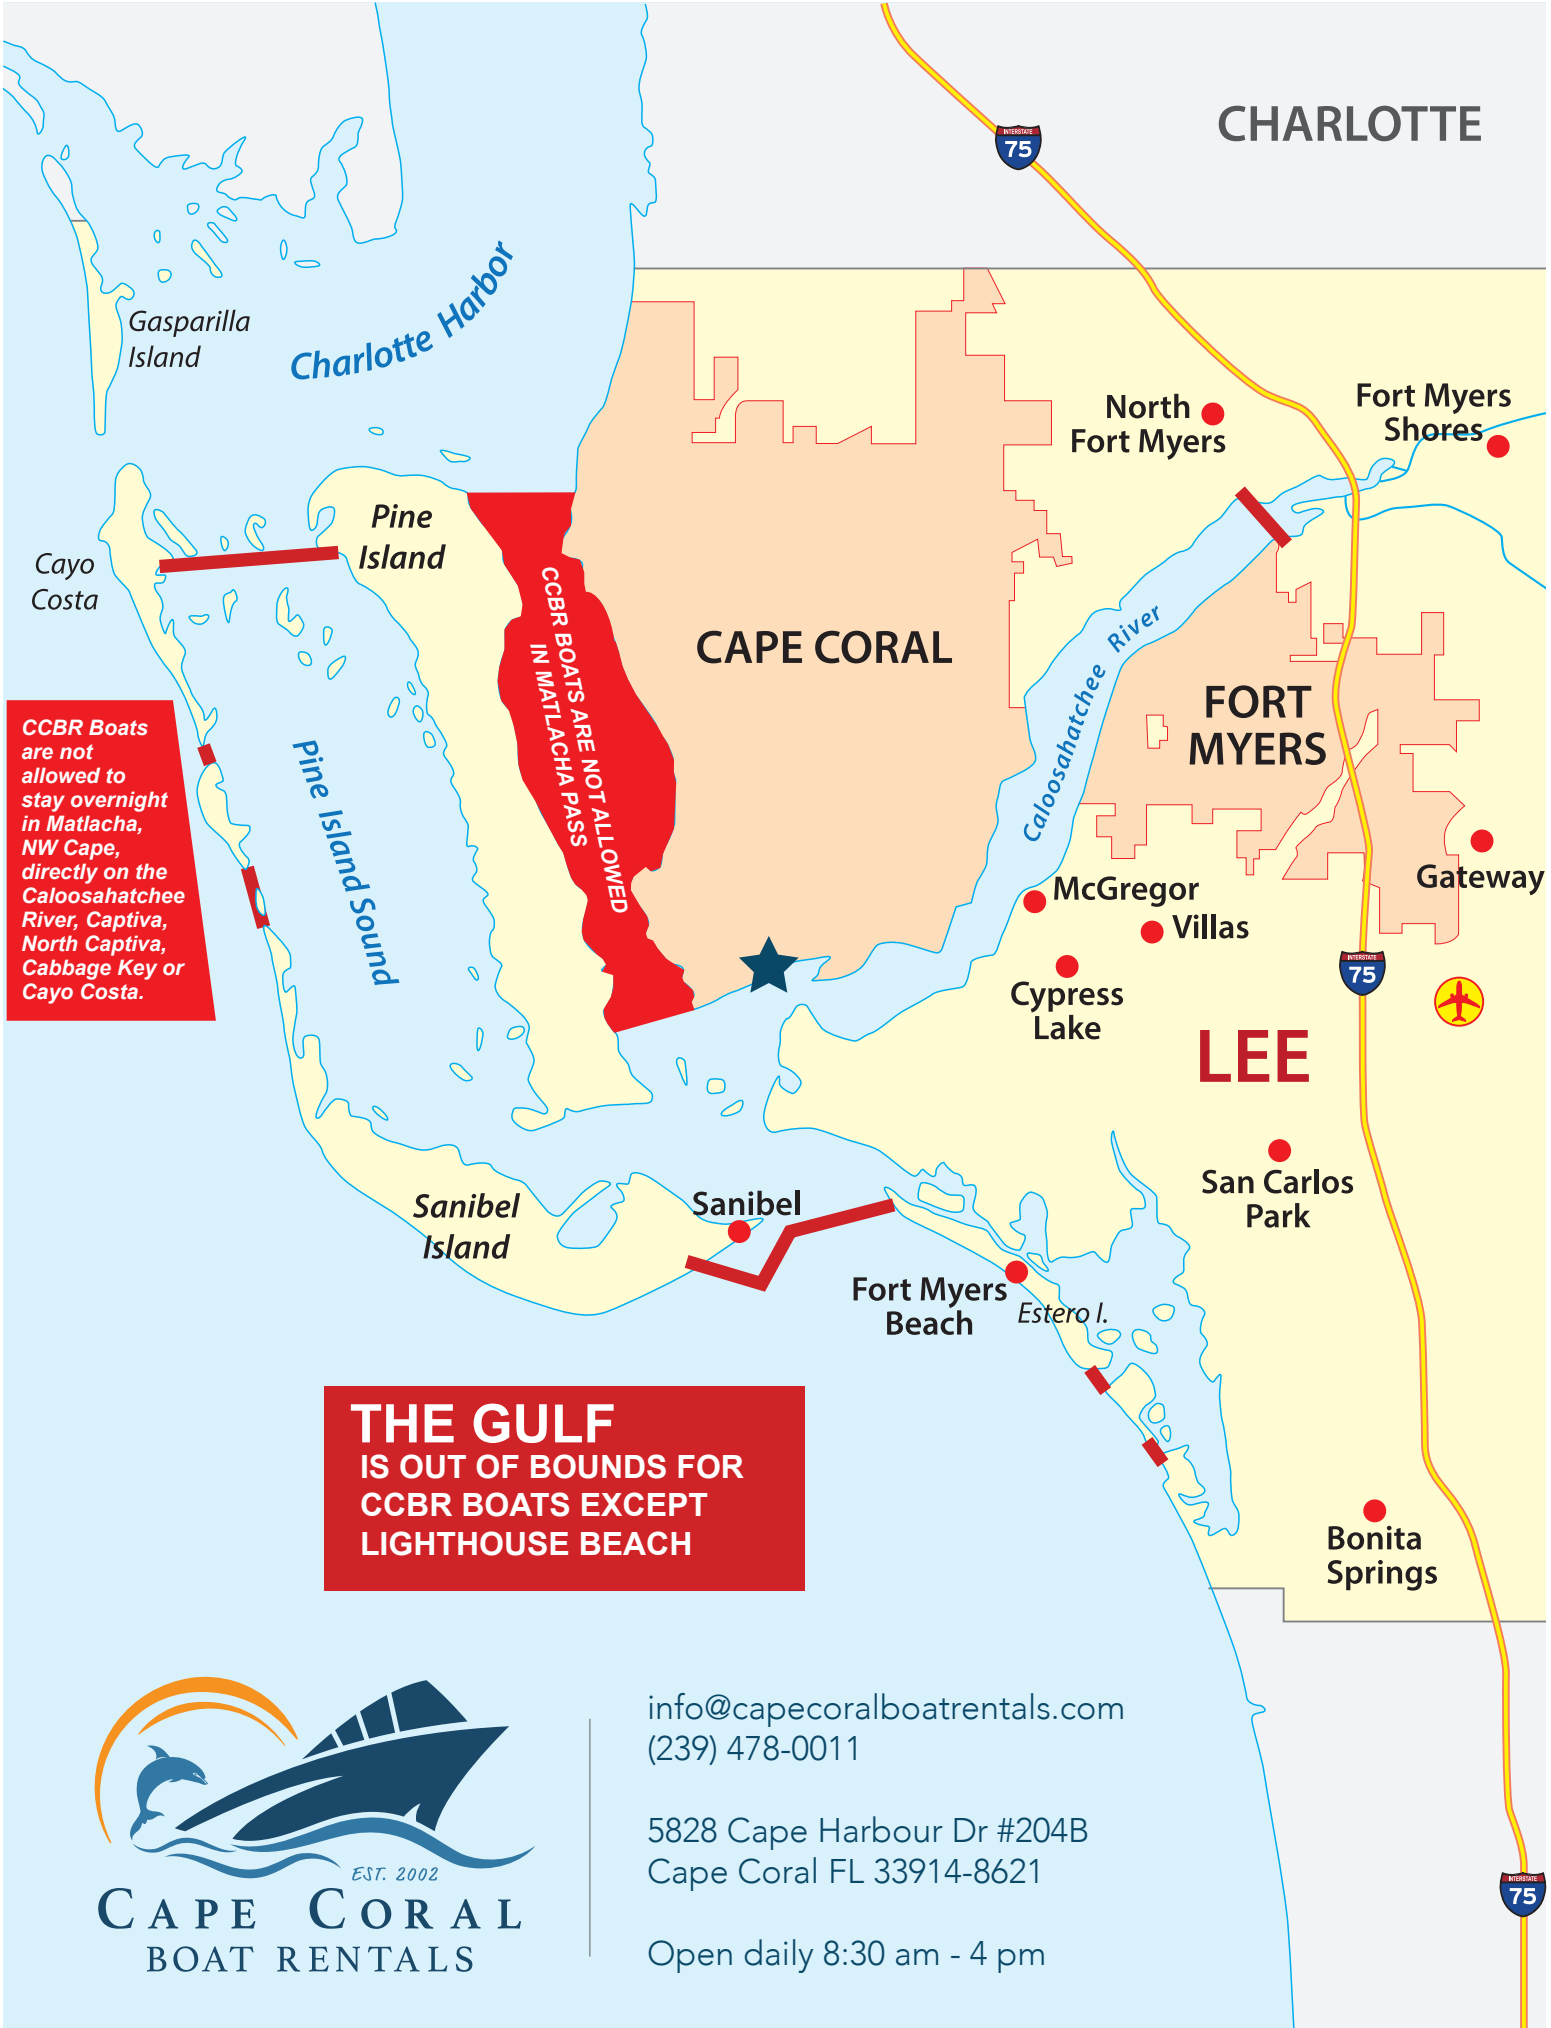 CHARLOTTE
INTERSTATE
75
Charlotte Harbor
Gasparilla
Island
North
Fort Myers
Fort Myers
Shores
Pine
Island
Cayo
Costa
CAPE CORAL
Caloosahatchee River
FORT
MYERS
CCBR BOATS ARE NOT ALLOWED
IN MATLACHA PASS
CCBR Boats
are not
allowed to
stay overnight
in Matlacha,
NW Cape,
directly on the
Caloosahatchee
River, Captiva,
North Captiva,
Cabbage Key or
Cayo Costa.
Pine Island Sound
Gateway
McGregor
Villas
Cypress
Lake
INTERSTATE
75
LEE
San Carlos
Park
Sanibel
Island
Sanibel
Fort Myers
Beach
Estero I.
THE GULF
IS OUT OF BOUNDS FOR
CCBR BOATS EXCEPT
LIGHTHOUSE BEACH
Bonita
Springs
EST. 2002
CAPE CORAL
BOAT RENTALS
info@capecoralboatrentals.com
(239) 478-0011
5828 Cape Harbour Dr #204B
Cape Coral FL 33914-8621
Open daily 8:30 am - 4 pm
INTERSTATE
75